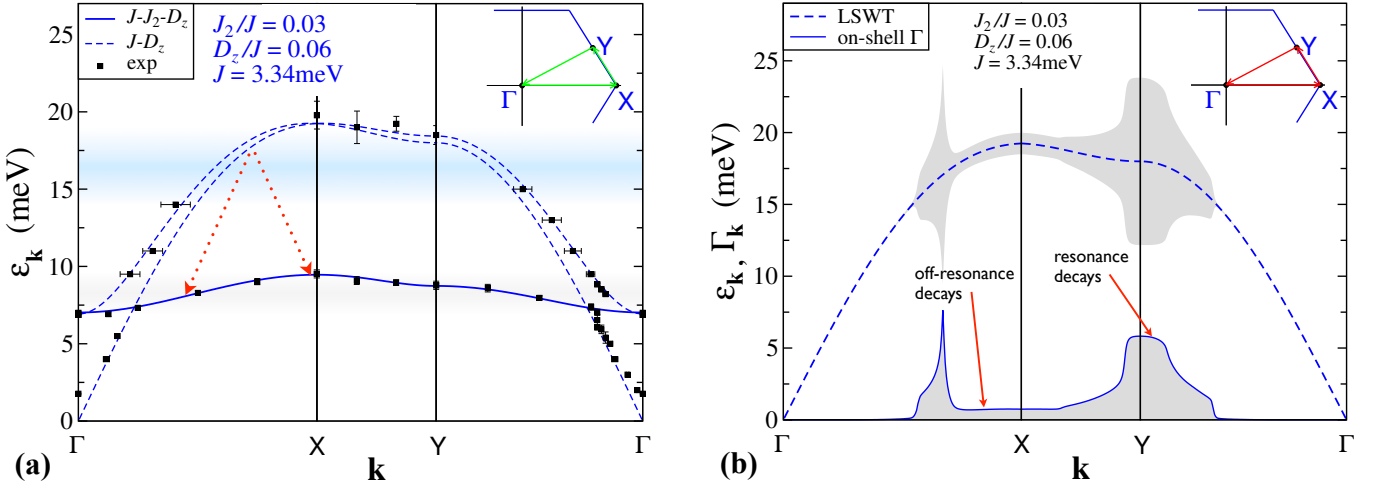 J-J₂-D_z
J-D_z
exp
J₂/J = 0.03
D_z/J = 0.06
J = 3.34meV
Γ
Y
X
25
20
15
10
5
0
ε_k (meV)
Γ
X
Y
Γ
k
(a)
LSWT
on-shell Γ
J₂/J = 0.03
D_z/J = 0.06
J = 3.34meV
Γ
Y
X
25
20
15
10
5
0
ε_k, Γ_k (meV)
off-resonance
decays
resonance
decays
Γ
X
Y
Γ
k
(b)